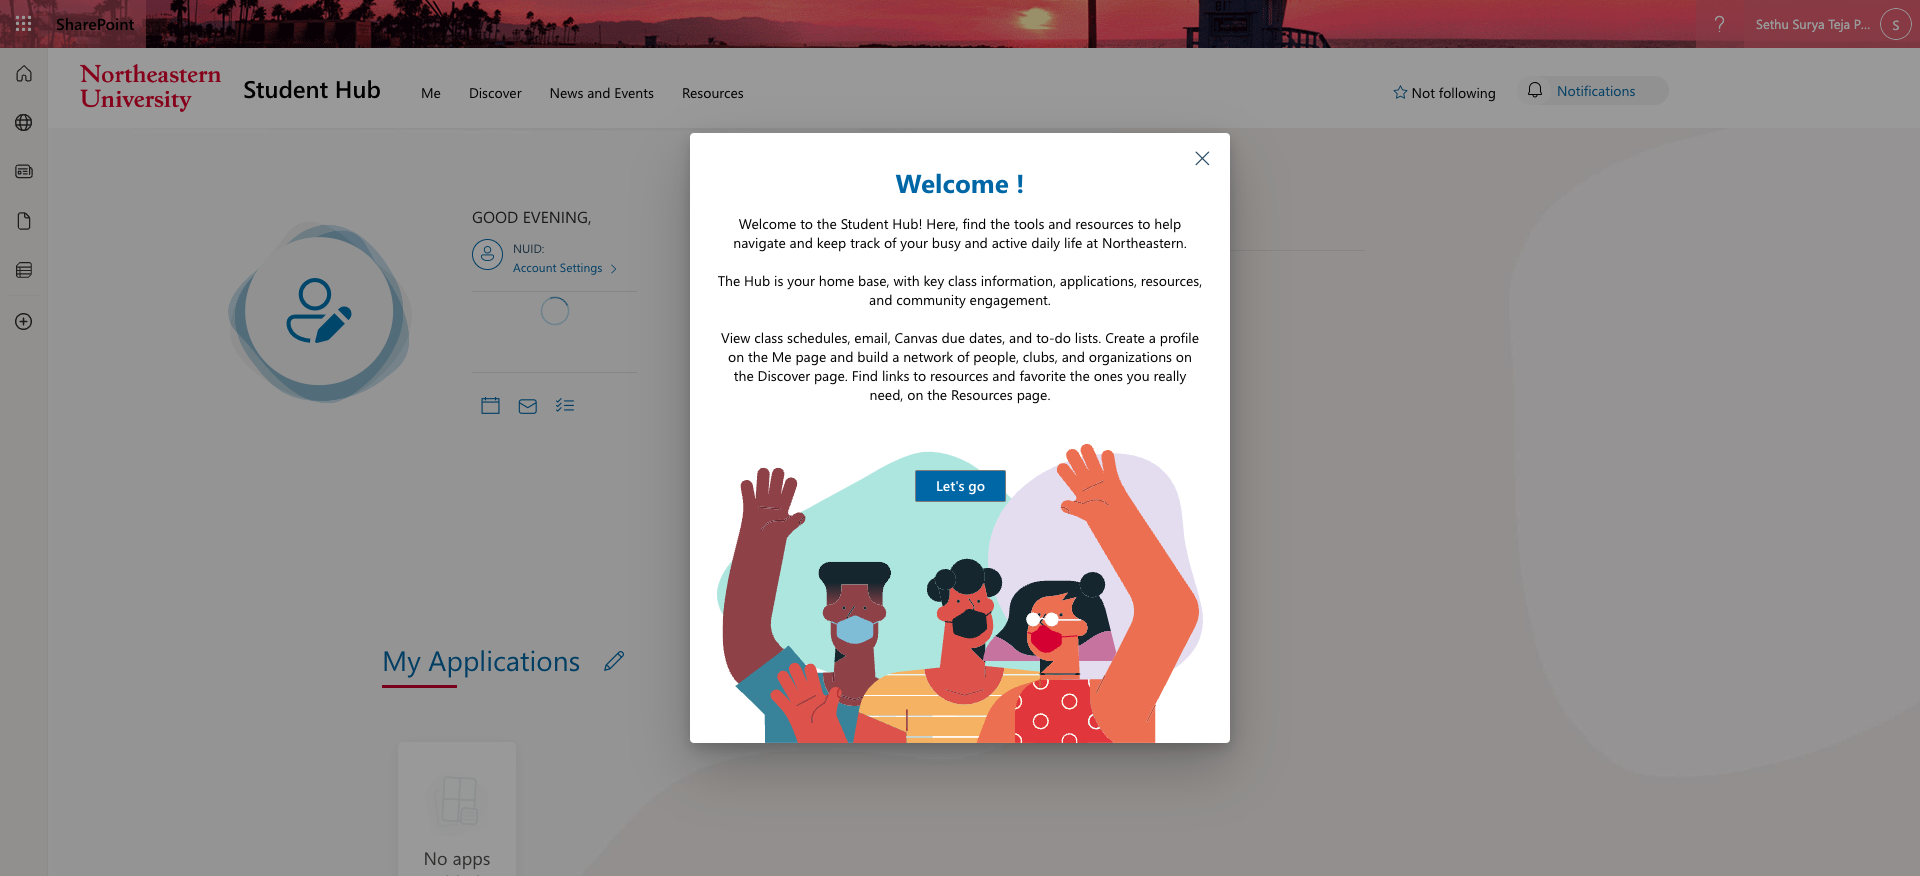 SharePoint
?
Sethu Surya Teja P...
S
Northeastern
University
Student Hub
Me
Discover
News and Events
Resources
Not following
Notifications
GOOD EVENING,
NUID:
Account Settings
Welcome !
Welcome to the Student Hub! Here, find the tools and resources to help
navigate and keep track of your busy and active daily life at Northeastern.
The Hub is your home base, with key class information, applications, resources,
and community engagement.
View class schedules, email, Canvas due dates, and to-do lists. Create a profile
on the Me page and build a network of people, clubs, and organizations on
the Discover page. Find links to resources and favorite the ones you really
need, on the Resources page.
Let's go
My Applications
No apps